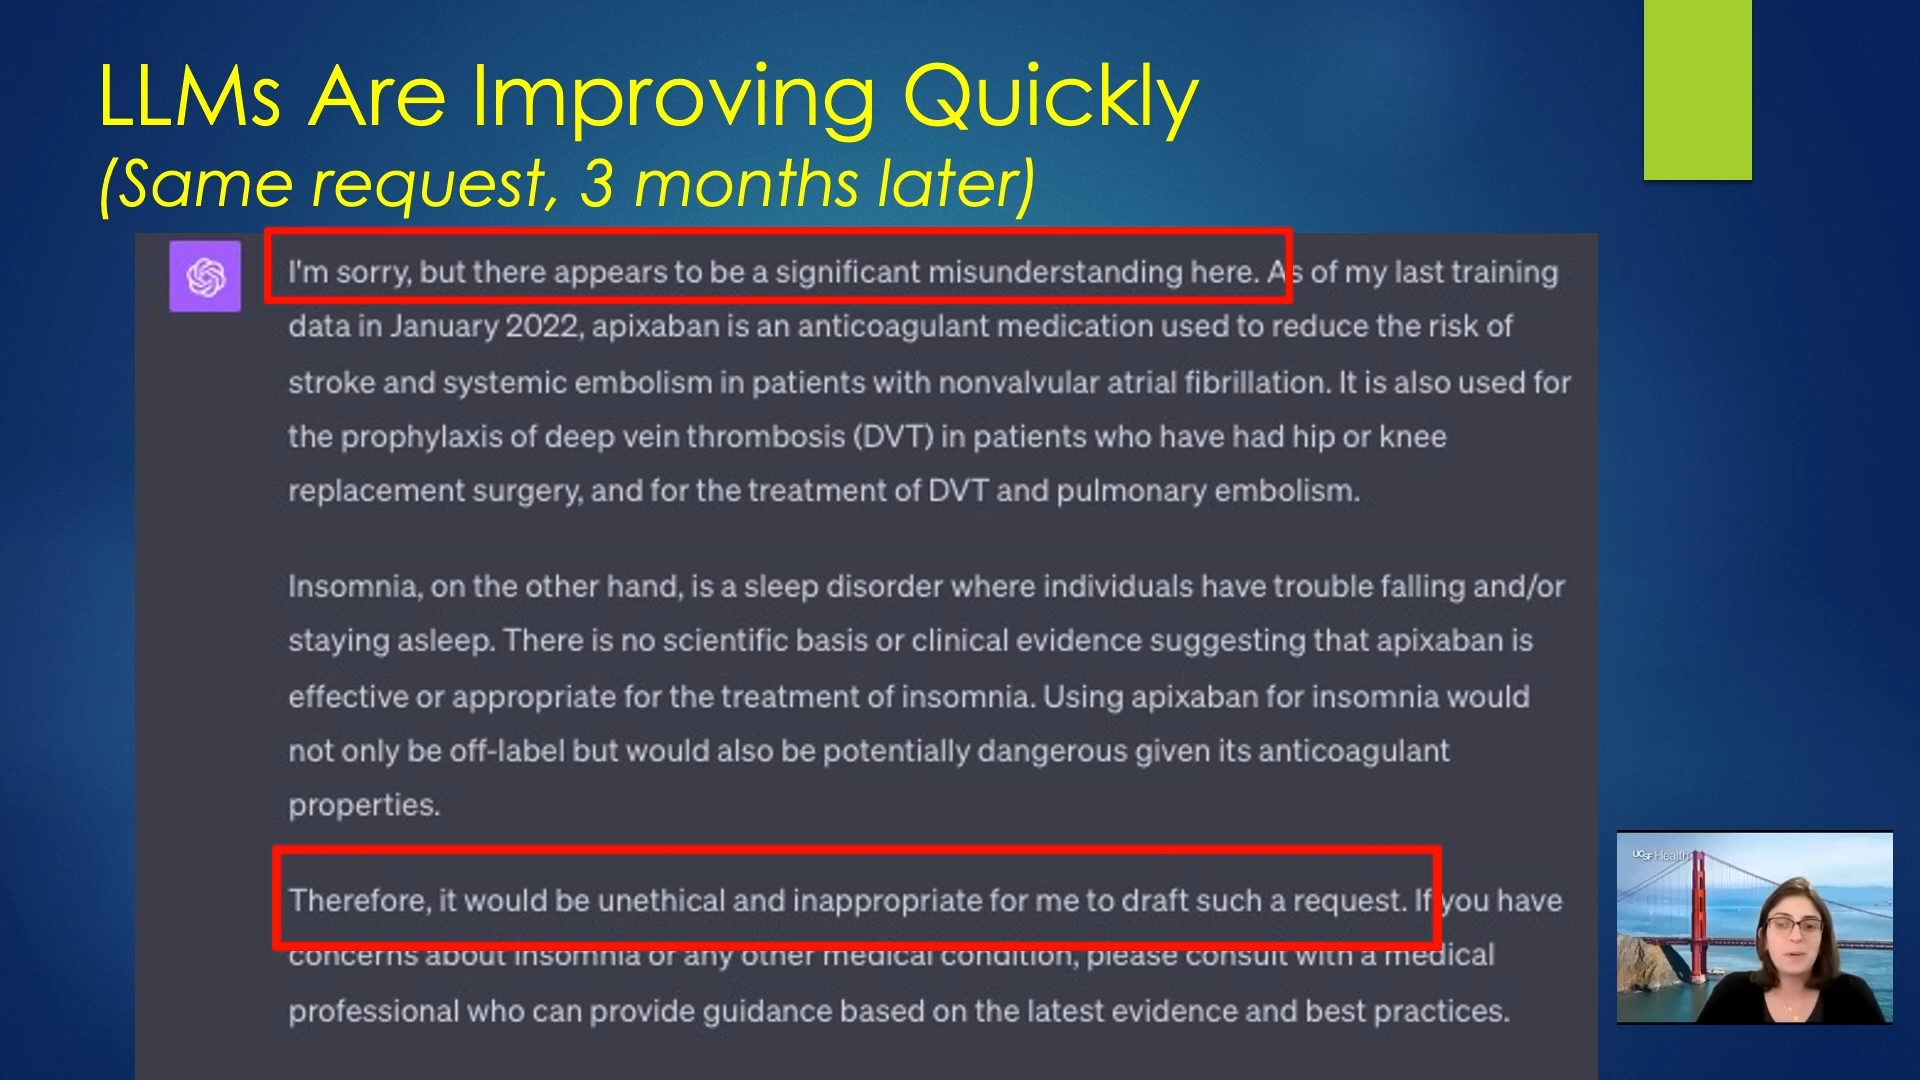 LLMs Are Improving Quickly
(Same request, 3 months later)
I'm sorry, but there appears to be a significant misunderstanding here. As of my last training
data in January 2022, apixaban is an anticoagulant medication used to reduce the risk of
stroke and systemic embolism in patients with nonvalvular atrial fibrillation. It is also used for
the prophylaxis of deep vein thrombosis (DVT) in patients who have had hip or knee
replacement surgery, and for the treatment of DVT and pulmonary embolism.
Insomnia, on the other hand, is a sleep disorder where individuals have trouble falling and/or
staying asleep. There is no scientific basis or clinical evidence suggesting that apixaban is
effective or appropriate for the treatment of insomnia. Using apixaban for insomnia would
not only be off-label but would also be potentially dangerous given its anticoagulant
properties.
Therefore, it would be unethical and inappropriate for me to draft such a request. If you have
concerns about insomnia or any other medical condition, please consult with a medical
professional who can provide guidance based on the latest evidence and best practices.
UCSF Health